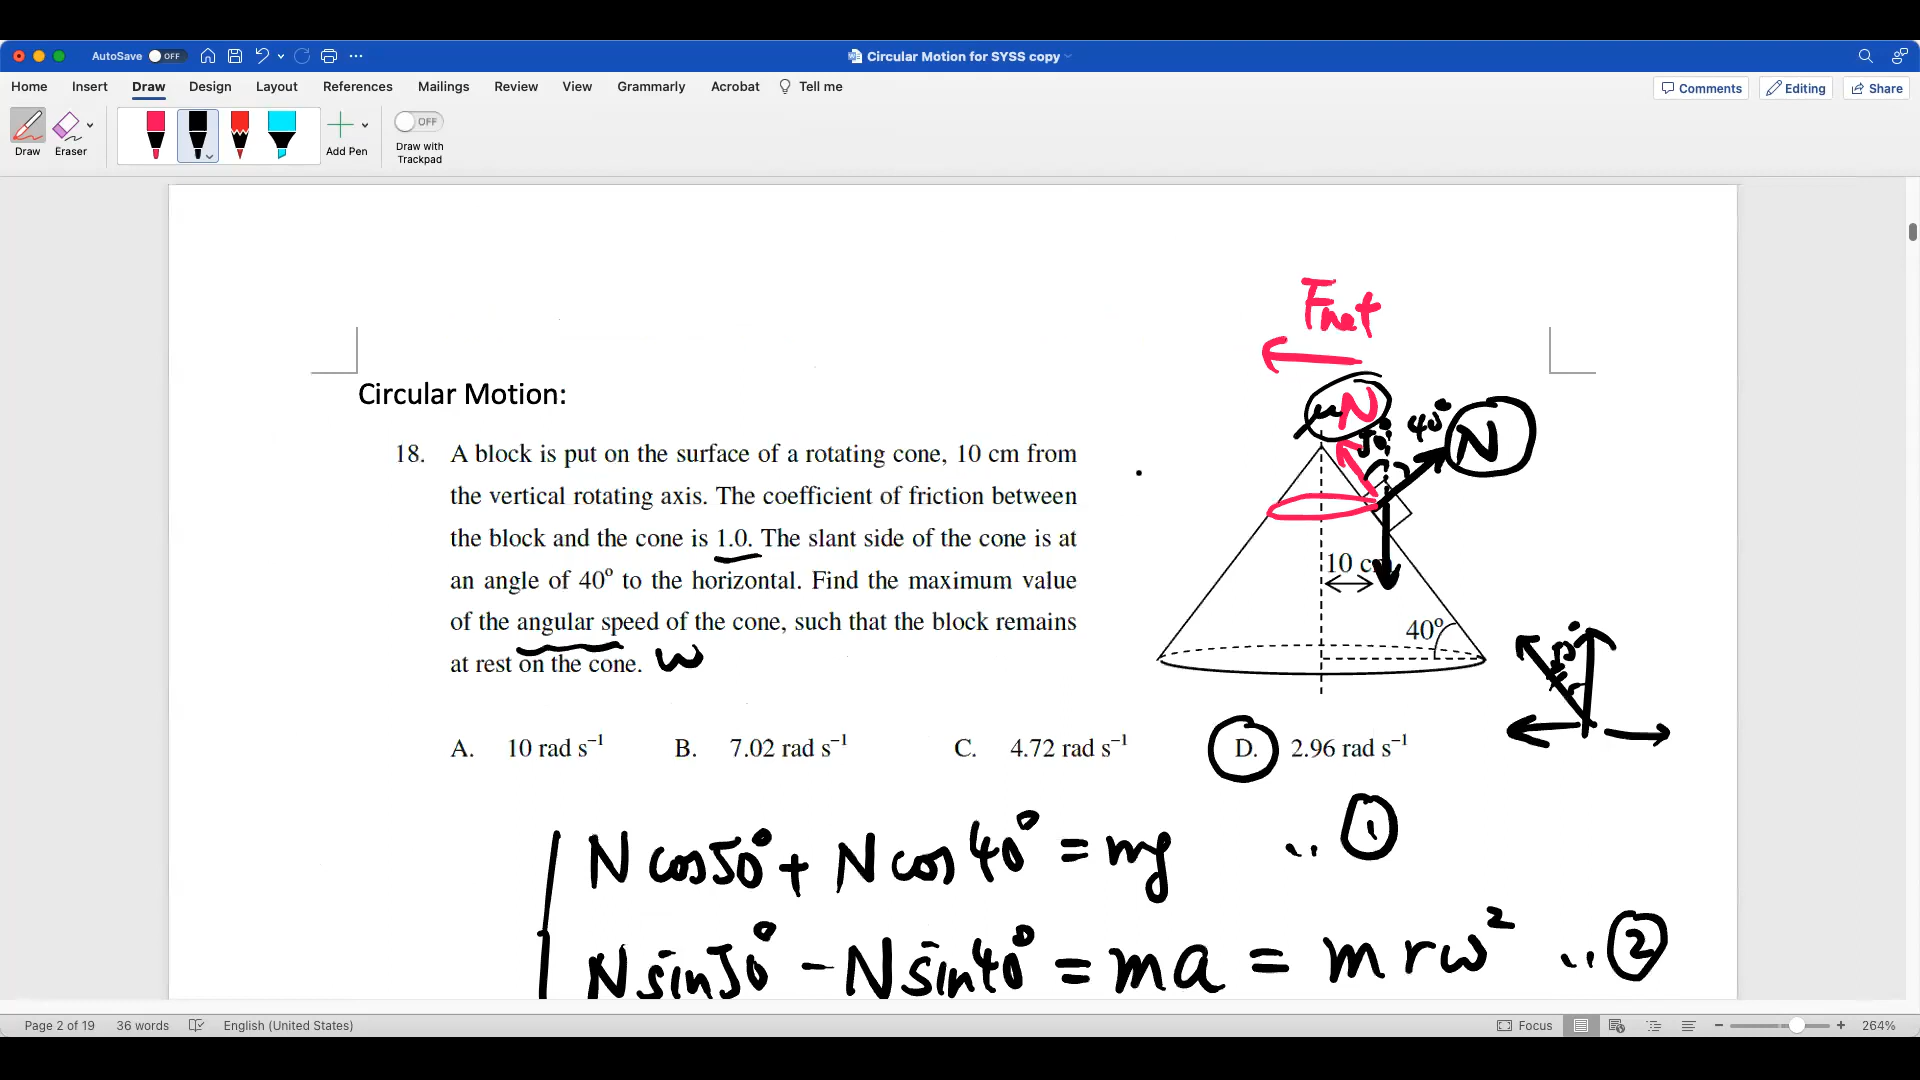 AutoSave OFF
Circular Motion for SYSS copy
Home Insert Draw Design Layout References Mailings Review View Grammarly Acrobat Tell me
Comments Editing Share
OFF
Draw Eraser Add Pen Draw with Trackpad
Fnet
Circular Motion:
μN 50° 40° N
18. A block is put on the surface of a rotating cone, 10 cm from
the vertical rotating axis. The coefficient of friction between
the block and the cone is 1.0. The slant side of the cone is at
an angle of 40° to the horizontal. Find the maximum value
of the angular speed of the cone, such that the block remains
at rest on the cone. ω
10 cm
40°
A. 10 rad s⁻¹ B. 7.02 rad s⁻¹ C. 4.72 rad s⁻¹ D. 2.96 rad s⁻¹
N cos50° + N cos40° = mg .. ①
N sin50° - N sin40° = ma = mrω² .. ②
Page 2 of 19 36 words English (United States) Focus 264%